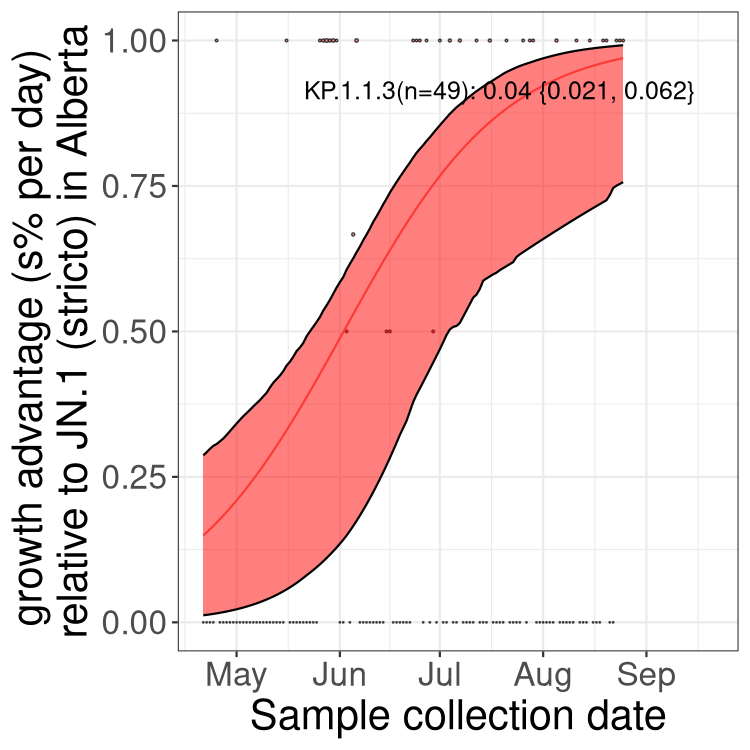 growth advantage (s% per day)
relative to JN.1 (stricto) in Alberta
1.00
0.75
0.50
0.25
0.00
KP.1.1.3(n=49): 0.04 {0.021, 0.062}
May Jun Jul Aug Sep
Sample collection date